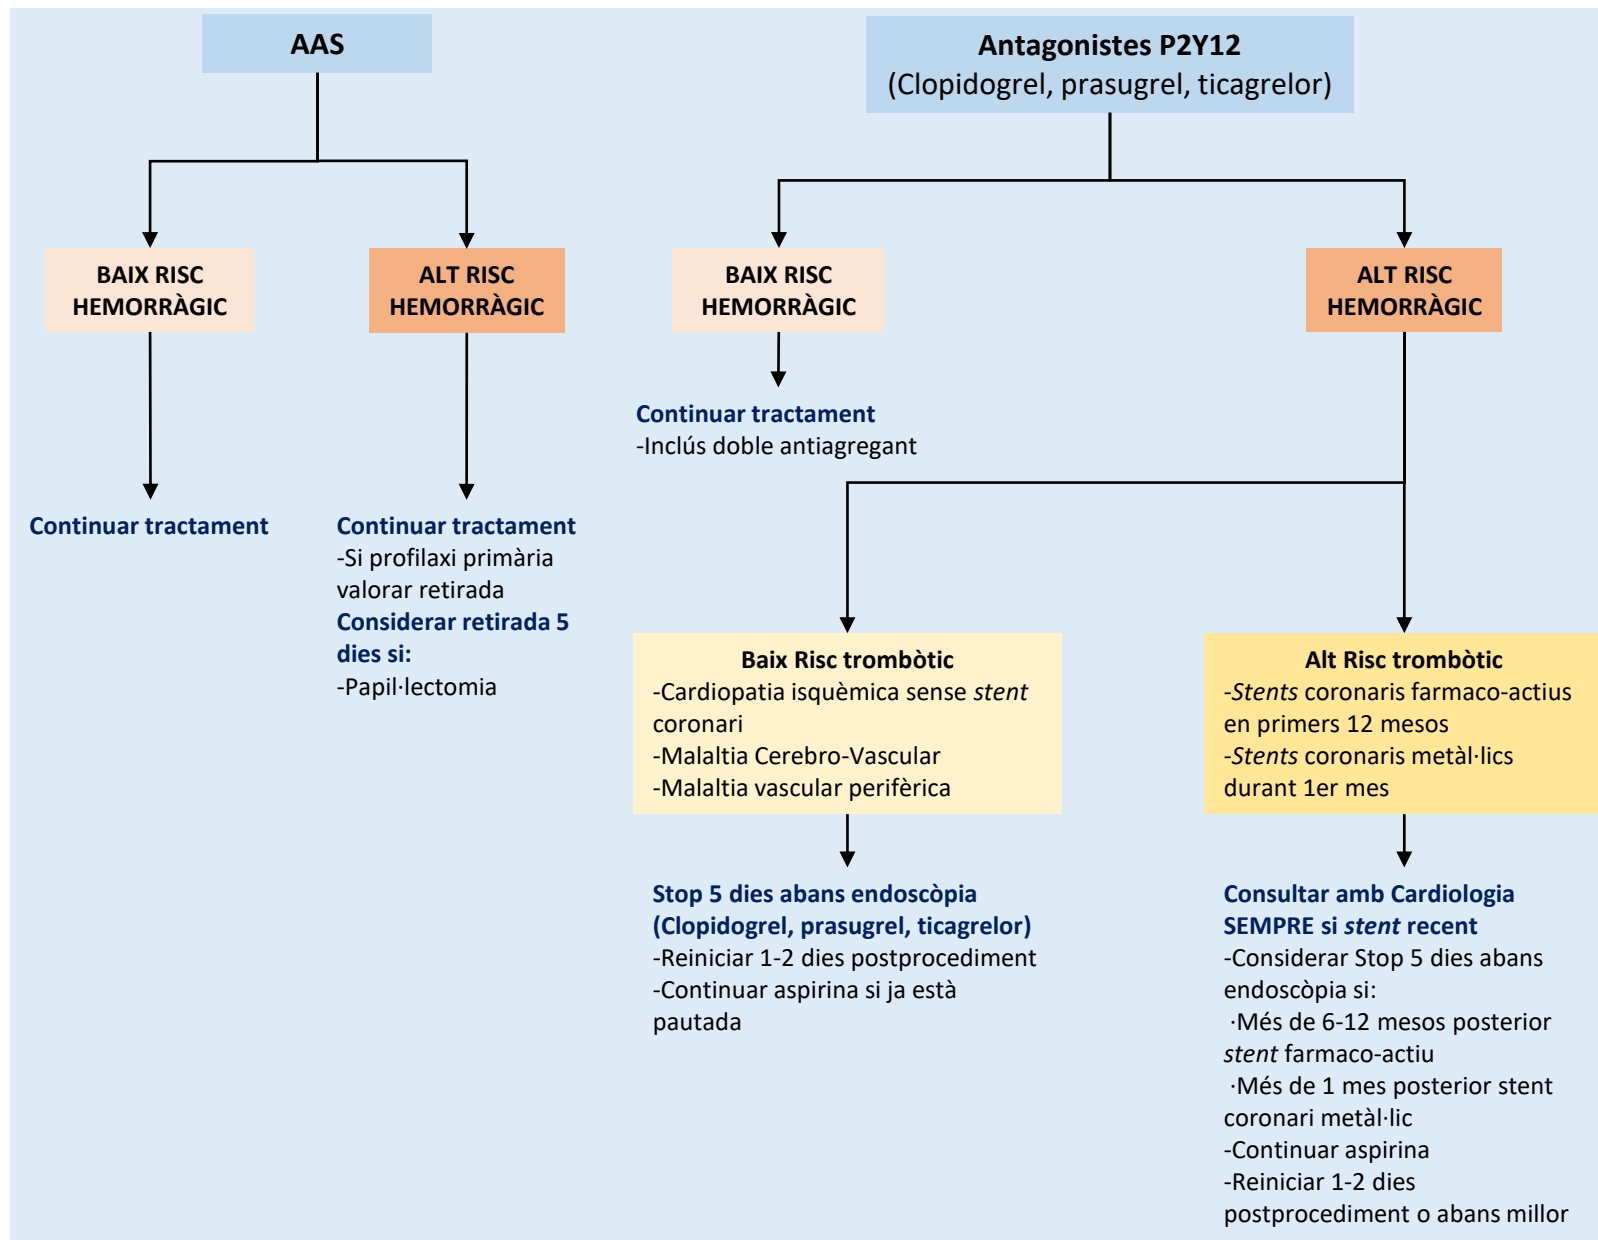 AAS
BAIX RISC
HEMORRÀGIC
ALT RISC
HEMORRÀGIC
Continuar tractament
Continuar tractament
-Si profilaxi primària
valorar retirada
Considerar retirada 5
dies si:
-Papil·lectomia
Antagonistes P2Y12
(Clopidogrel, prasugrel, ticagrelor)
BAIX RISC
HEMORRÀGIC
ALT RISC
HEMORRÀGIC
Continuar tractament
-Inclús doble antiagregant
Baix Risc trombòtic
-Cardiopatia isquèmica sense stent
coronari
-Malaltia Cerebro-Vascular
-Malaltia vascular perifèrica
Stop 5 dies abans endoscòpia
(Clopidogrel, prasugrel, ticagrelor)
-Reiniciar 1-2 dies postprocediment
-Continuar aspirina si ja està
pautada
Alt Risc trombòtic
-Stents coronaris farmaco-actius
en primers 12 mesos
-Stents coronaris metàl·lics
durant 1er mes
Consultar amb Cardiologia
SEMPRE si stent recent
-Considerar Stop 5 dies abans
endoscòpia si:
·Més de 6-12 mesos posterior
stent farmaco-actiu
·Més de 1 mes posterior stent
coronari metàl·lic
-Continuar aspirina
-Reiniciar 1-2 dies
postprocediment o abans millor